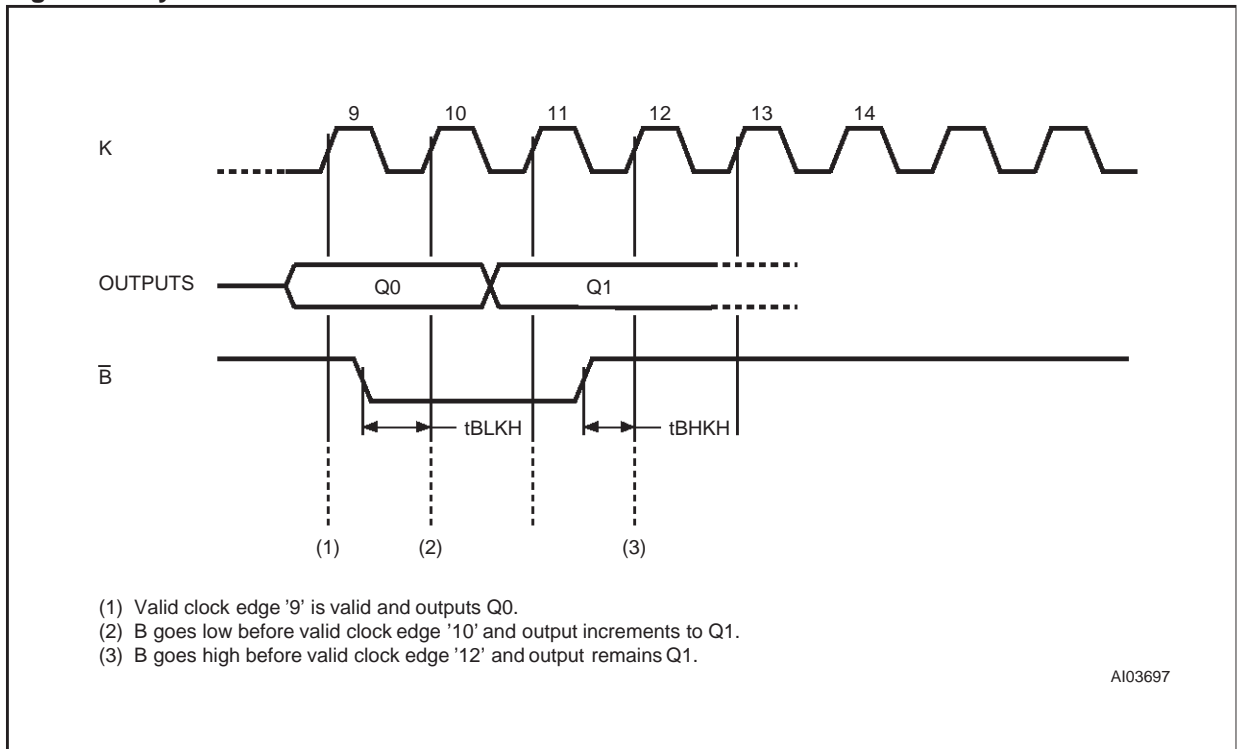 9 10 11 12 13 14
K
OUTPUTS Q0 Q1
B̅
tBLKH tBHKH
(1) (2) (3)
(1) Valid clock edge '9' is valid and outputs Q0.
(2) B goes low before valid clock edge '10' and output increments to Q1.
(3) B goes high before valid clock edge '12' and output remains Q1.
AI03697